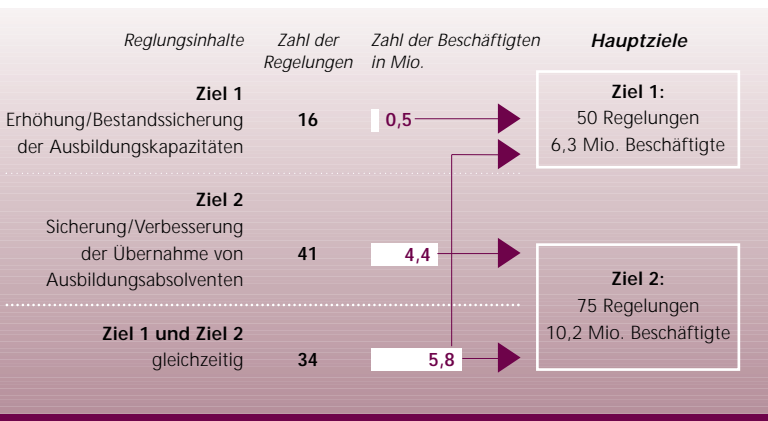 Reglungsinhalte
Zahl der
Regelungen
Zahl der Beschäftigten
in Mio.
Hauptziele
Ziel 1
Erhöhung/Bestandssicherung
der Ausbildungskapazitäten
16
0,5
Ziel 1:
50 Regelungen
6,3 Mio. Beschäftigte
Ziel 2
Sicherung/Verbesserung
der Übernahme von
Ausbildungsabsolventen
41
4,4
Ziel 2:
75 Regelungen
10,2 Mio. Beschäftigte
Ziel 1 und Ziel 2
gleichzeitig
34
5,8